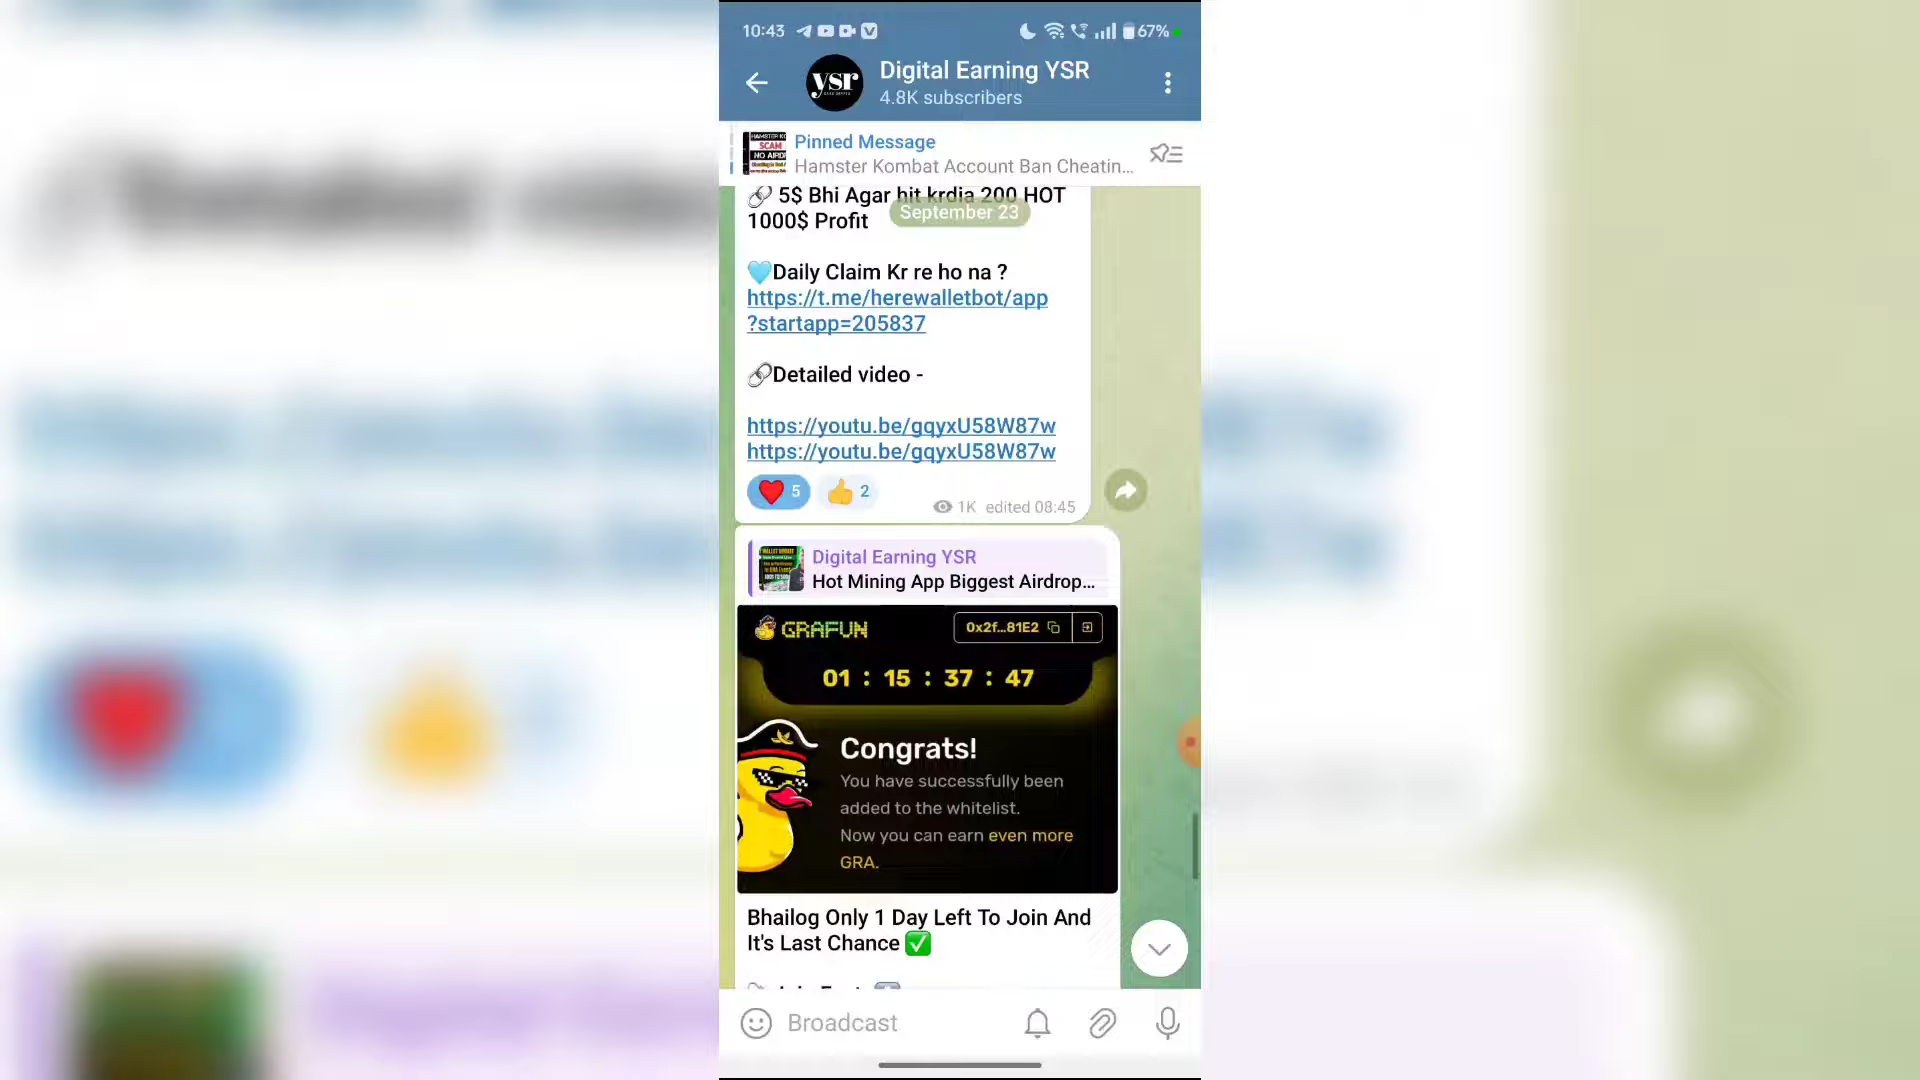 10:43
67%
ysr
Digital Earning YSR
4.8K subscribers
SCAM
Pinned Message
Hamster Kombat Account Ban Cheatin...
5$ Bhi Agar hit krdia 200 HOT
1000$ Profit
September 23
🩵Daily Claim Kr re ho na ?
https://t.me/herewalletbot/app
?startapp=205837
🔗Detailed video -
https://youtu.be/gqyxU58W87w
https://youtu.be/gqyxU58W87w
❤️ 5 👍 2
1K edited 08:45
Digital Earning YSR
Hot Mining App Biggest Airdrop...
GRAFUN
0x2f...81E2
01 : 15 : 37 : 47
Congrats!
You have successfully been
added to the whitelist.
Now you can earn even more
GRA.
Bhailog Only 1 Day Left To Join And
It's Last Chance ✅
Broadcast